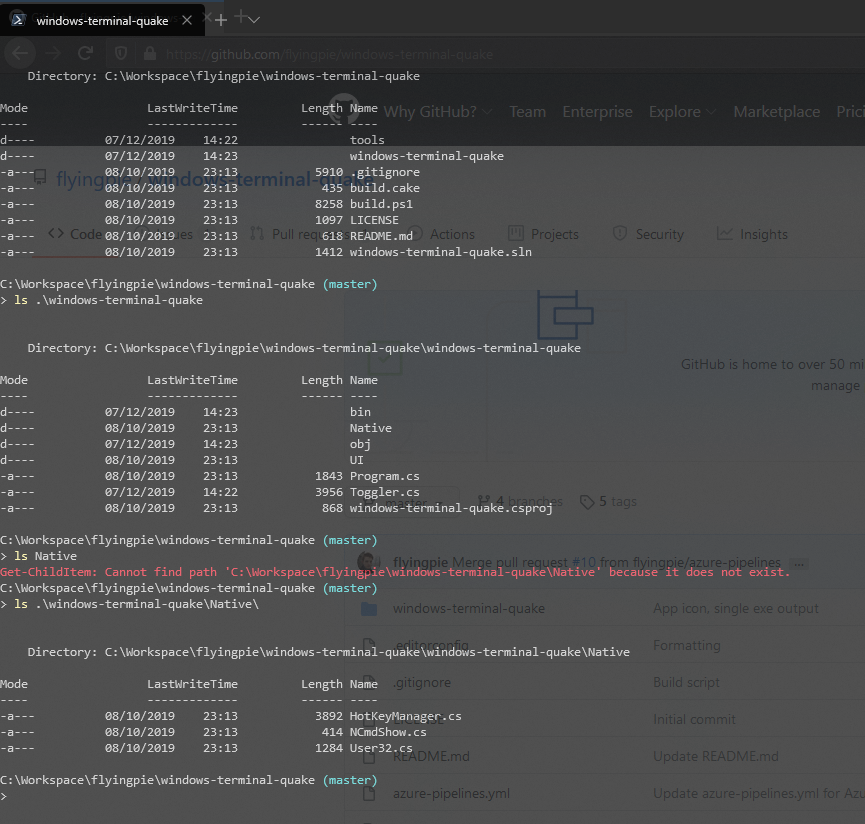 windows-terminal-quake
https://github.com/flyingpie/windows-terminal-quake
Directory: C:\Workspace\flyingpie\windows-terminal-quake
Mode LastWriteTime Length Name
---- ------------- ------ ----
Why GitHub? Team Enterprise Explore Marketplace Prici
d---- 07/12/2019 14:22 tools
d---- 07/12/2019 14:23 windows-terminal-quake
-a--- 08/10/2019 23:13 5910 .gitignore
flyingpie / windows-terminal-quake
-a--- 08/10/2019 23:13 435 build.cake
-a--- 08/10/2019 23:13 8258 build.ps1
-a--- 08/10/2019 23:13 1097 LICENSE
-a--- 08/10/2019 23:13 618 README.md
<> Code Issues Pull requests Actions Projects Security Insights
-a--- 08/10/2019 23:13 1412 windows-terminal-quake.sln
C:\Workspace\flyingpie\windows-terminal-quake (master)
> ls .\windows-terminal-quake
Directory: C:\Workspace\flyingpie\windows-terminal-quake\windows-terminal-quake
GitHub is home to over 50 mi
manage
Mode LastWriteTime Length Name
---- ------------- ------ ----
d---- 07/12/2019 14:23 bin
d---- 08/10/2019 23:13 Native
d---- 07/12/2019 14:23 obj
d---- 08/10/2019 23:13 UI
-a--- 08/10/2019 23:13 1843 Program.cs
-a--- 07/12/2019 14:22 3956 Toggler.cs
-a--- 08/10/2019 23:13 868 windows-terminal-quake.csproj
master 4 branches 5 tags
C:\Workspace\flyingpie\windows-terminal-quake (master)
> ls Native
flyingpie Merge pull request #10 from flyingpie/azure-pipelines ...
Get-ChildItem: Cannot find path 'C:\Workspace\flyingpie\windows-terminal-quake\Native' because it does not exist.
C:\Workspace\flyingpie\windows-terminal-quake (master)
> ls .\windows-terminal-quake\Native\
windows-terminal-quake App icon, single exe output
.editorconfig Formatting
Directory: C:\Workspace\flyingpie\windows-terminal-quake\windows-terminal-quake\Native
.gitignore Build script
Mode LastWriteTime Length Name
---- ------------- ------ ----
-a--- 08/10/2019 23:13 3892 HotKeyManager.cs
LICENSE Initial commit
-a--- 08/10/2019 23:13 414 NCmdShow.cs
-a--- 08/10/2019 23:13 1284 User32.cs
README.md Update README.md
C:\Workspace\flyingpie\windows-terminal-quake (master)
>
azure-pipelines.yml Update azure-pipelines.yml for Azu